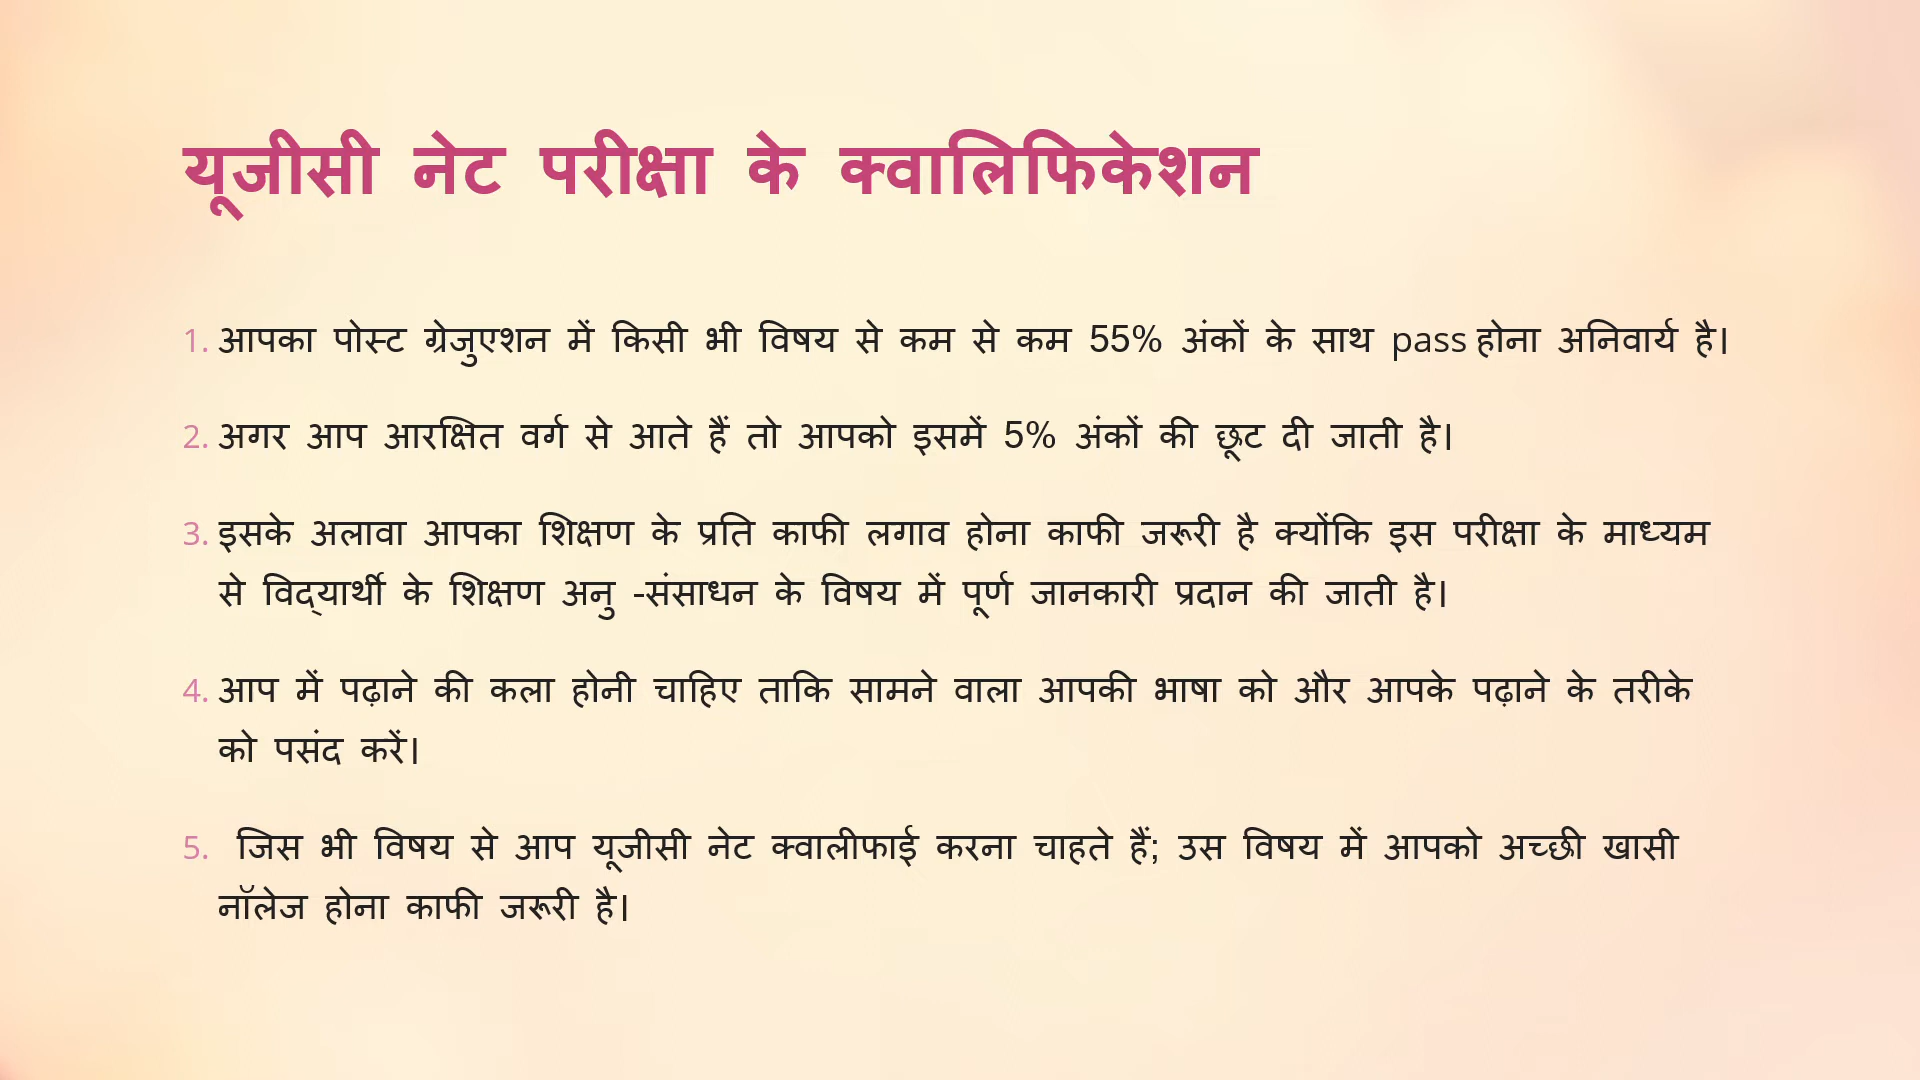 यूजीसी नेट परीक्षा के क्वालिफिकेशन
1. आपका पोस्ट ग्रेजुएशन में किसी भी विषय से कम से कम 55% अंकों के साथ pass होना अनिवार्य है।
2. अगर आप आरक्षित वर्ग से आते हैं तो आपको इसमें 5% अंकों की छूट दी जाती है।
3. इसके अलावा आपका शिक्षण के प्रति काफी लगाव होना काफी जरूरी है क्योंकि इस परीक्षा के माध्यम
से विद्यार्थी के शिक्षण अनु -संसाधन के विषय में पूर्ण जानकारी प्रदान की जाती है।
4. आप में पढ़ाने की कला होनी चाहिए ताकि सामने वाला आपकी भाषा को और आपके पढ़ाने के तरीके
को पसंद करें।
5. जिस भी विषय से आप यूजीसी नेट क्वालीफाई करना चाहते हैं; उस विषय में आपको अच्छी खासी
नॉलेज होना काफी जरूरी है।